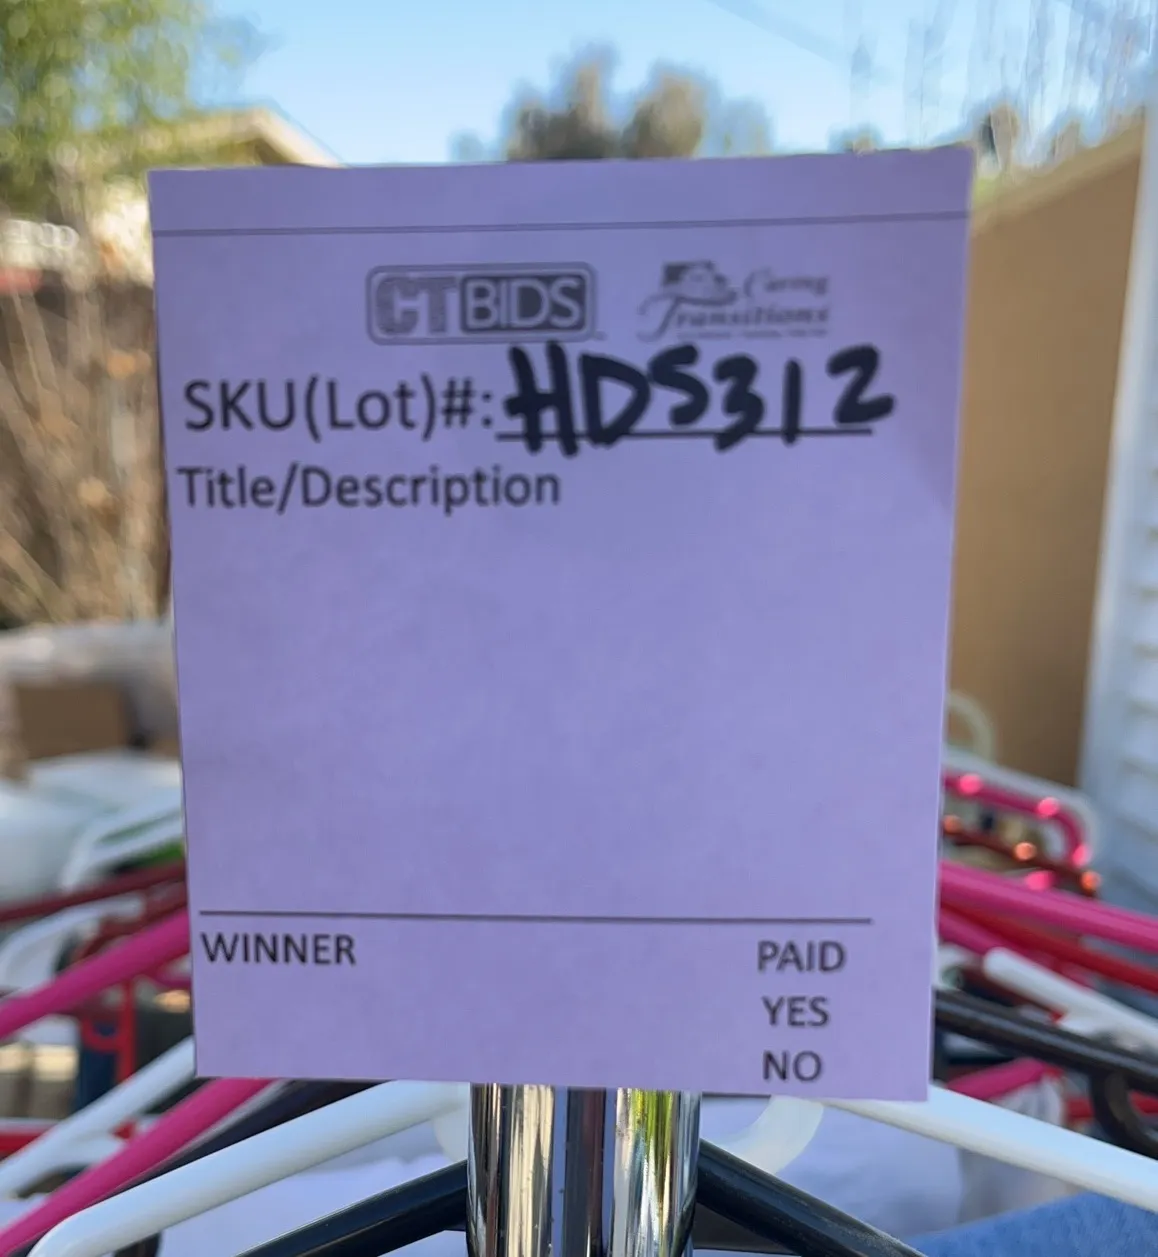 CTBIDS
Caring
Transitions
SKU(Lot)#: HDS312
Title/Description
WINNER PAID
YES
NO